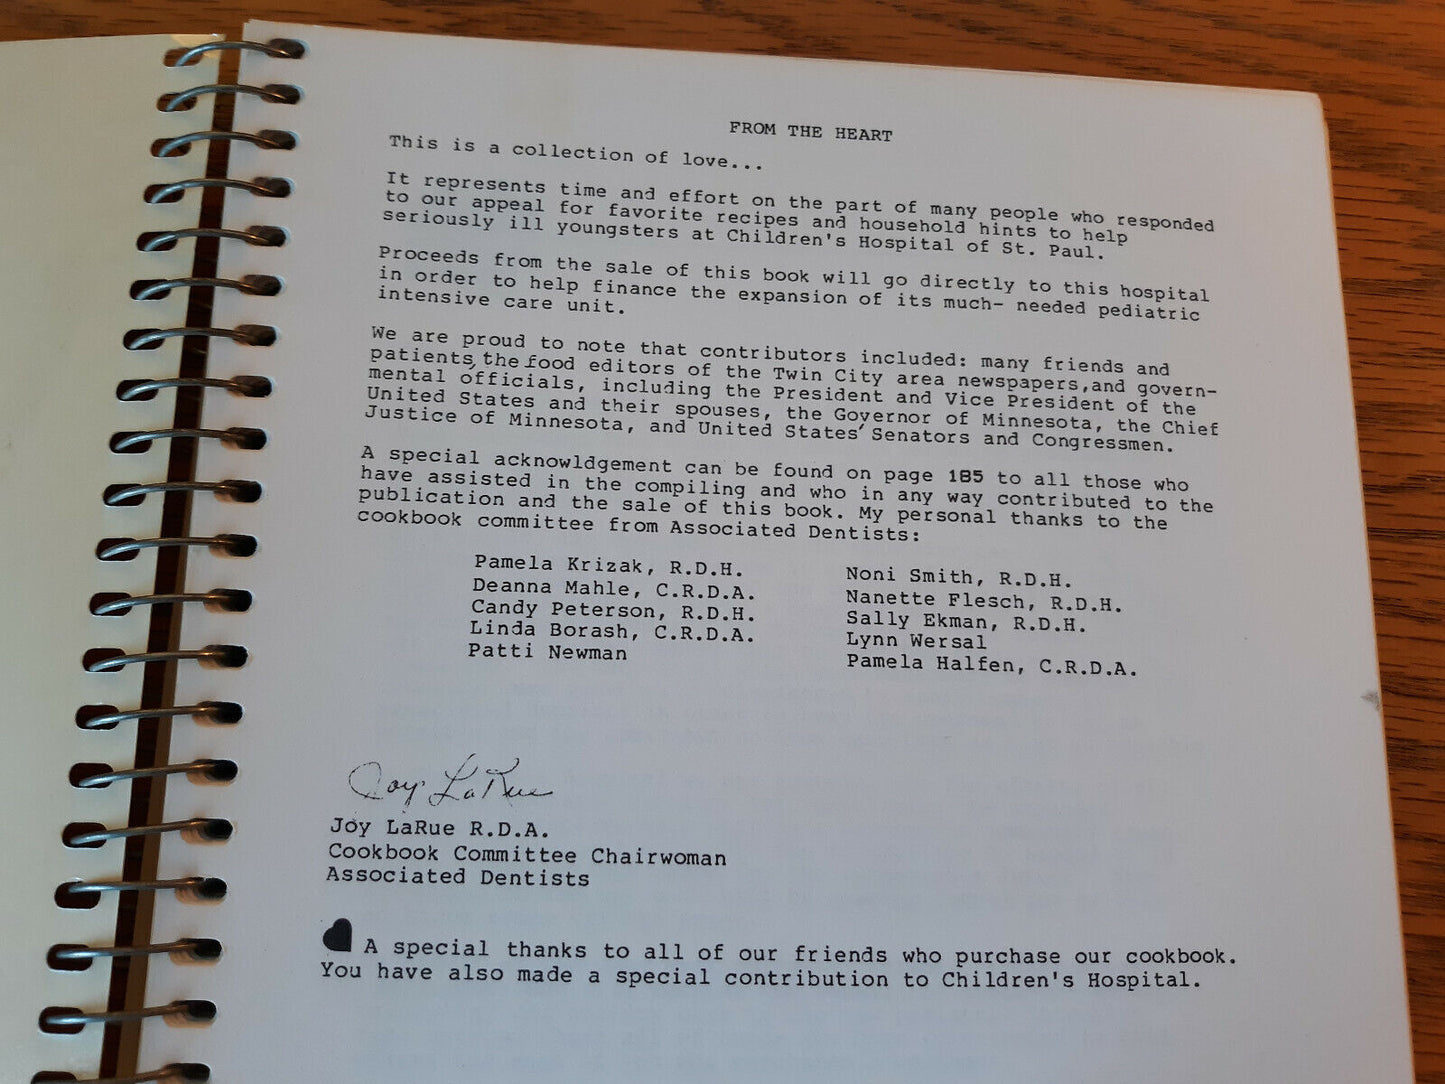 FROM THE HEART
This is a collection of love...
It represents time and effort on the part of many people who responded
to our appeal for favorite recipes and household hints to help
seriously ill youngsters at Children's Hospital of St. Paul.
Proceeds from the sale of this book will go directly to this hospital
in order to help finance the expansion of its much- needed pediatric
intensive care unit.
We are proud to note that contributors included: many friends and
patients, the food editors of the Twin City area newspapers,and govern-
mental officials, including the President and Vice President of the
United States and their spouses, the Governor of Minnesota, the Chief
Justice of Minnesota, and United States' Senators and Congressmen.
A special acknowldgement can be found on page 185 to all those who
have assisted in the compiling and who in any way contributed to the
publication and the sale of this book. My personal thanks to the
cookbook committee from Associated Dentists:
Pamela Krizak, R.D.H.
Deanna Mahle, C.R.D.A.
Candy Peterson, R.D.H.
Linda Borash, C.R.D.A.
Patti Newman
Noni Smith, R.D.H.
Nanette Flesch, R.D.H.
Sally Ekman, R.D.H.
Lynn Wersal
Pamela Halfen, C.R.D.A.
Joy LaRue
Joy LaRue R.D.A.
Cookbook Committee Chairwoman
Associated Dentists
A special thanks to all of our friends who purchase our cookbook.
You have also made a special contribution to Children's Hospital.